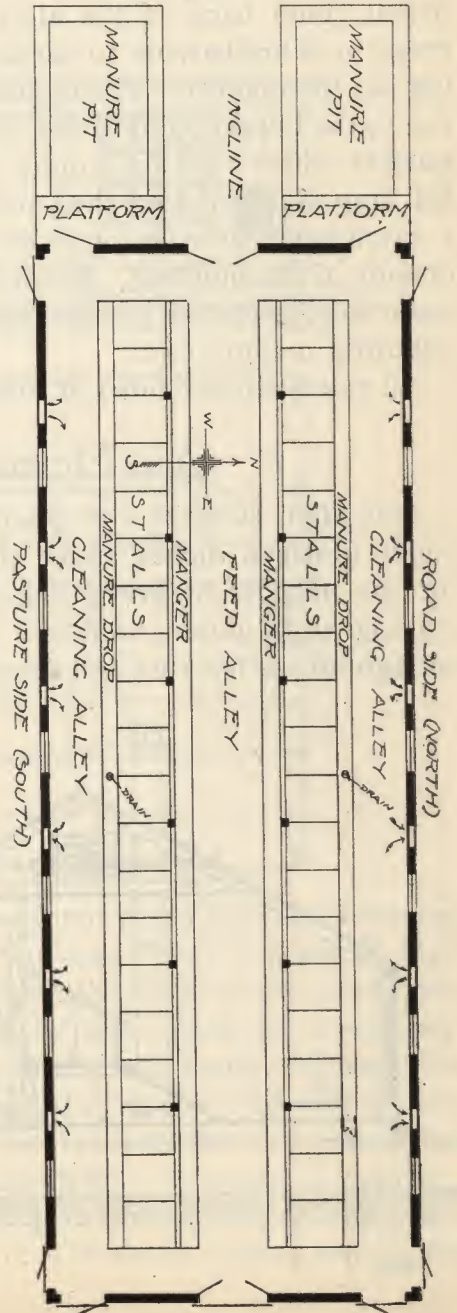 ROAD SIDE (NORTH)
CLEANING ALLEY
DRAIN
MANURE DROP
STALLS
MANGER
PLATFORM
MANURE
PIT
INCLINE
FEED ALLEY
N
W
E
S
MANGER
STALLS
MANURE DROP
DRAIN
CLEANING ALLEY
PLATFORM
MANURE
PIT
PASTURE SIDE (SOUTH)